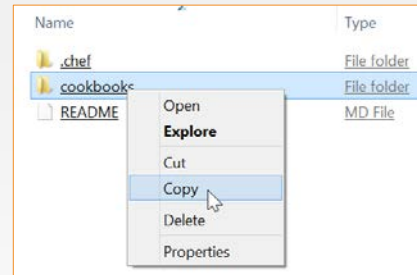 Name Type
.chef File folder
cookbooks File folder
README MD File
Open
Explore
Cut
Copy
Delete
Properties